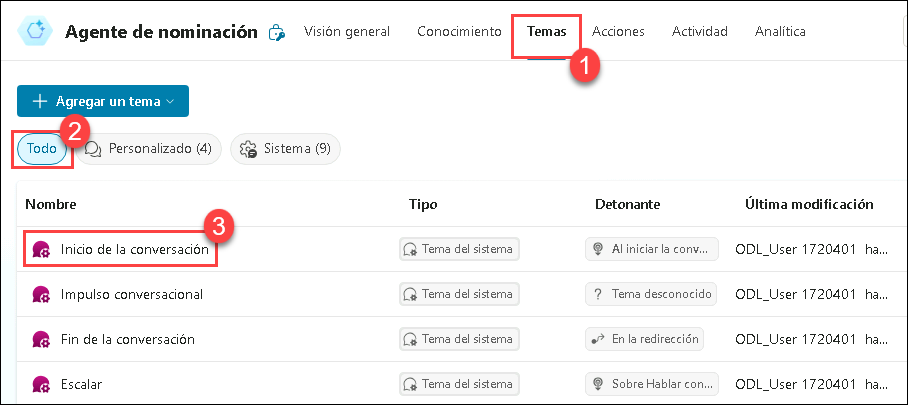 Agente de nominación Visión general Conocimiento Temas Acciones Actividad Analítica
1
+ Agregar un tema
2
Todo Personalizado (4) Sistema (9)
Nombre Tipo Detonante Última modificación
3
Inicio de la conversación Tema del sistema Al iniciar la conv... ODL_User 1720401 ha...
Impulso conversacional Tema del sistema ? Tema desconocido ODL_User 1720401 ha...
Fin de la conversación Tema del sistema En la redirección ODL_User 1720401 ha...
Escalar Tema del sistema Sobre Hablar con... ODL_User 1720401 ha...